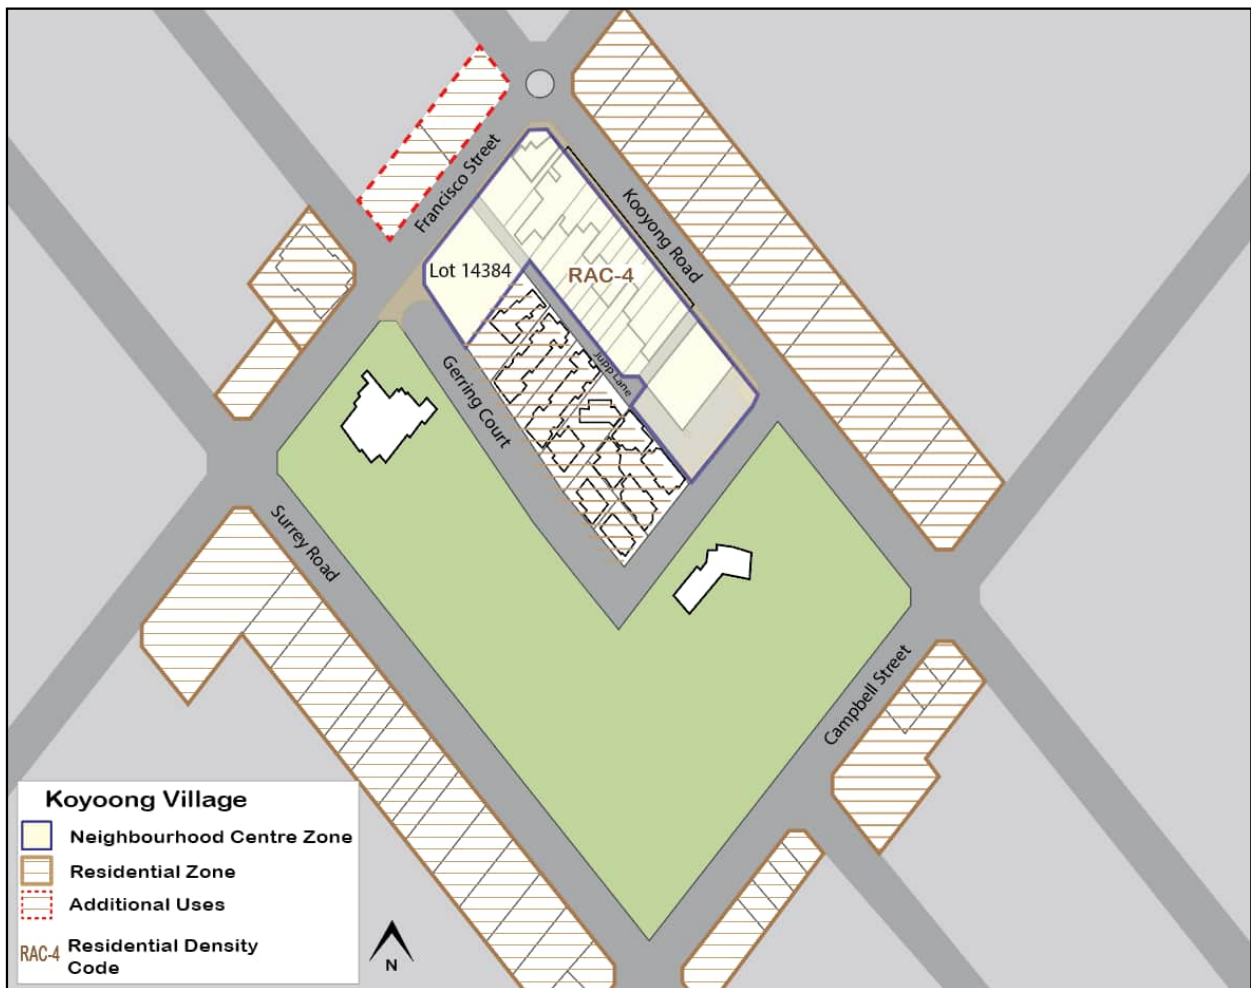 Francisco Street
Kooyong Road
Lot 14384
RAC-4
Jupp Lane
Gerring Court
Surrey Road
Campbell Street
Koyoong Village
Neighbourhood Centre Zone
Residential Zone
Additional Uses
RAC-4 Residential Density
Code
N